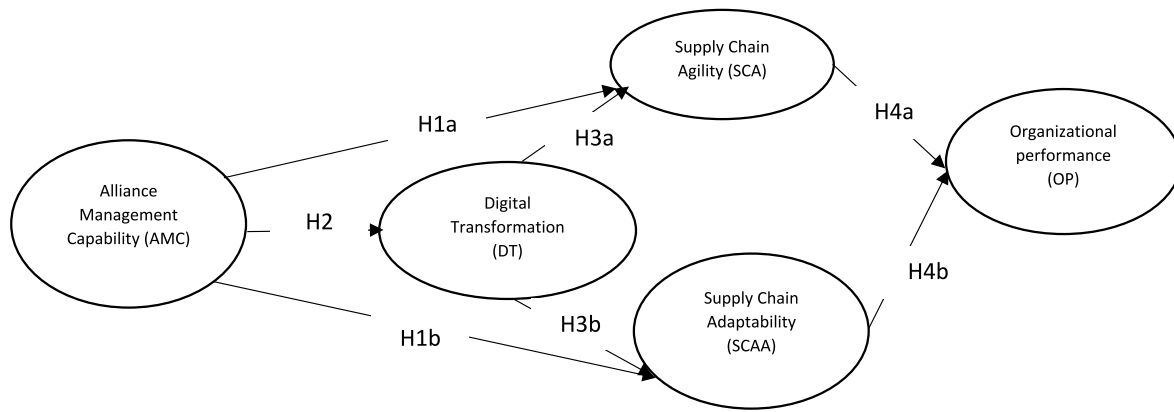 Supply Chain
Agility (SCA)
H1a
H3a
H4a
Organizational
performance
(OP)
Alliance
Management
Capability (AMC)
H2
Digital
Transformation
(DT)
H4b
Supply Chain
Adaptability
(SCAA)
H3b
H1b